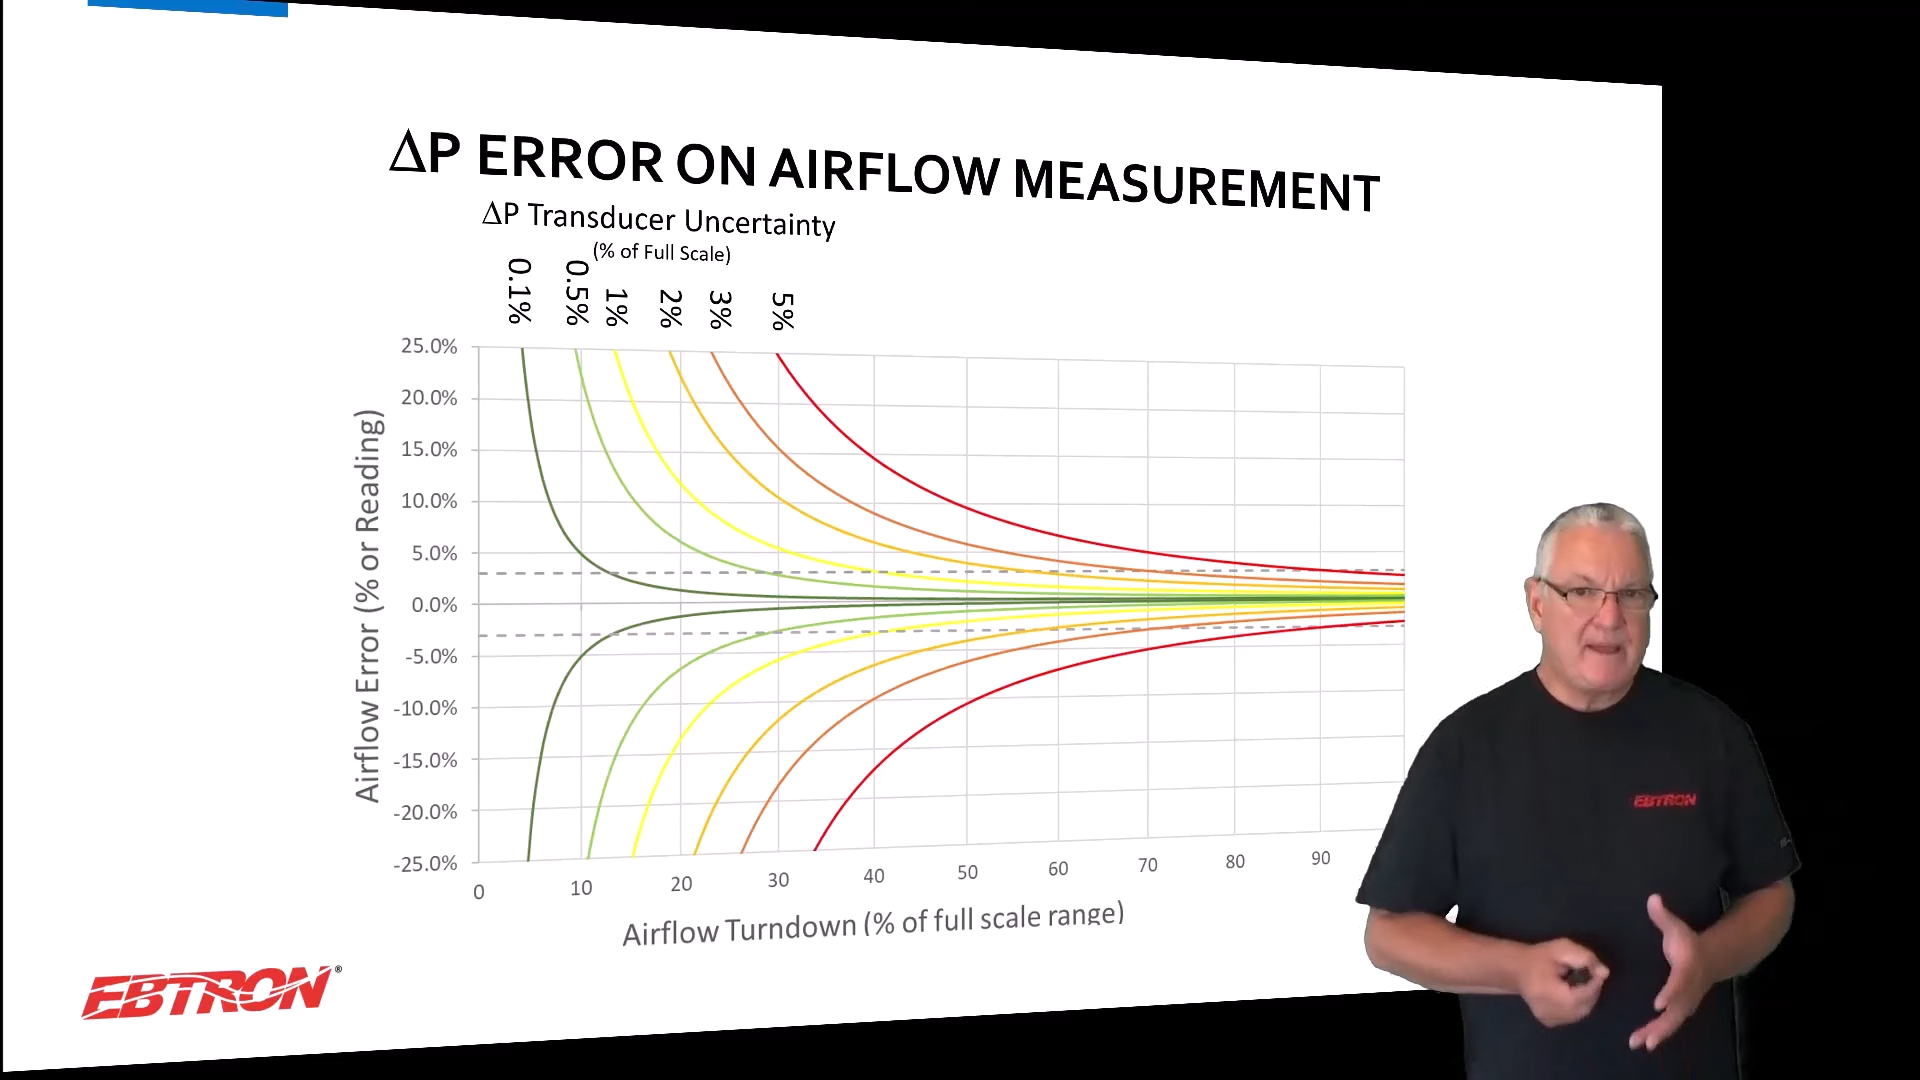 ΔP ERROR ON AIRFLOW MEASUREMENT
ΔP Transducer Uncertainty
(% of Full Scale)
0.1% 0.5% 1% 2% 3% 5%
25.0%
20.0%
15.0%
10.0%
5.0%
0.0%
-5.0%
-10.0%
-15.0%
-20.0%
-25.0%
Airflow Error (% or Reading)
0 10 20 30 40 50 60 70 80 90
Airflow Turndown (% of full scale range)
EBTRON®
EBTRON